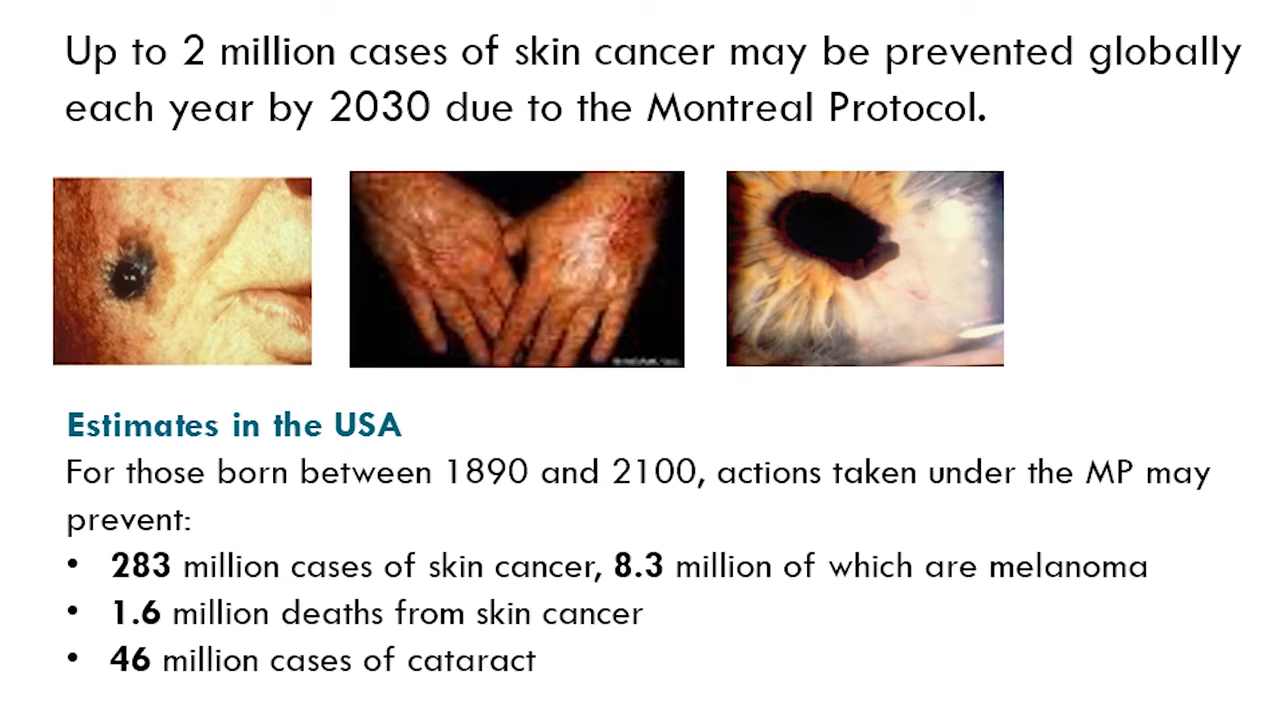 Up to 2 million cases of skin cancer may be prevented globally
each year by 2030 due to the Montreal Protocol.
Estimates in the USA
For those born between 1890 and 2100, actions taken under the MP may
prevent:
• 283 million cases of skin cancer, 8.3 million of which are melanoma
• 1.6 million deaths from skin cancer
• 46 million cases of cataract